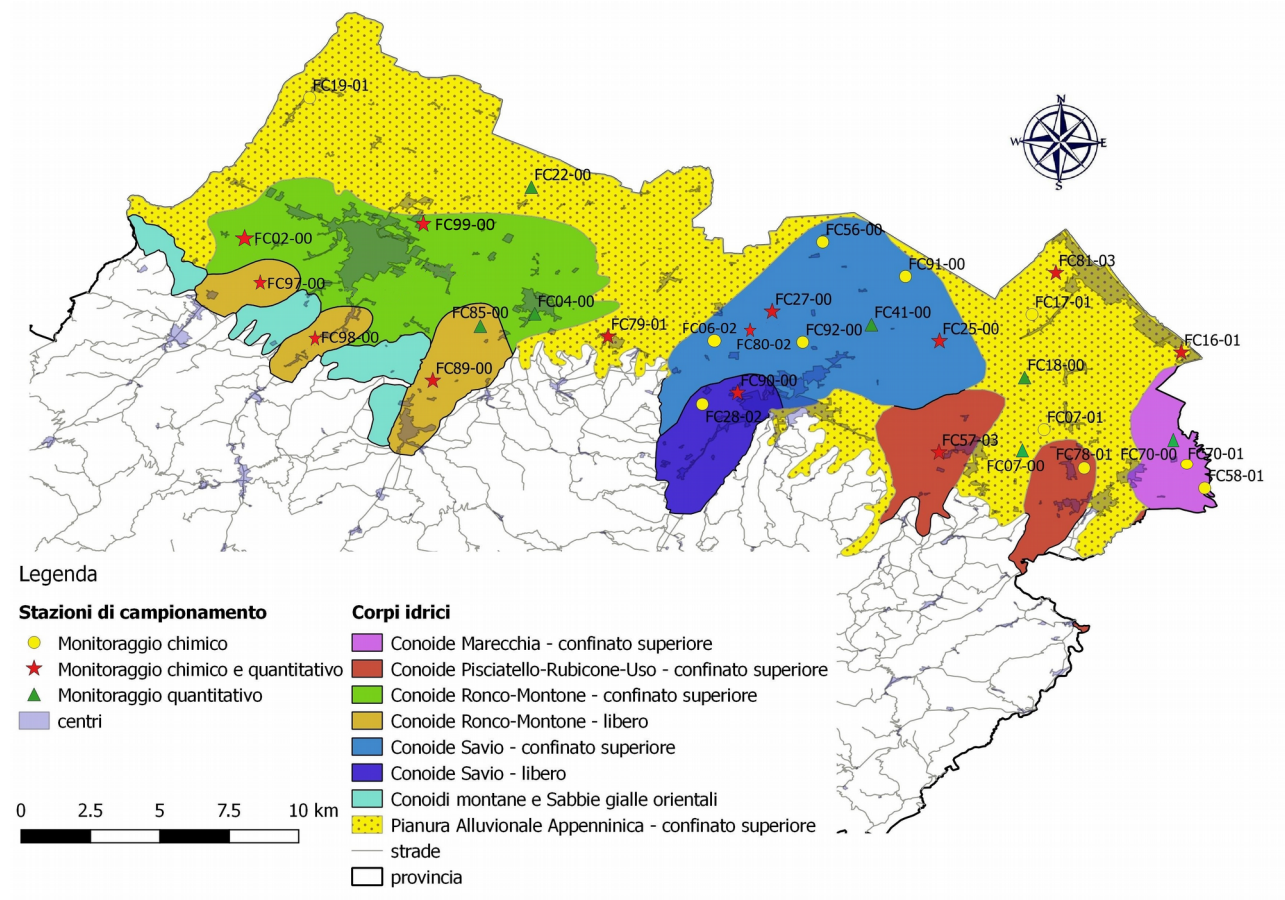 FC19-01
N
W
E
S
FC22-00
FC99-00
FC02-00
FC56-00
FC91-00
FC81-03
FC97-00
FC27-00
FC04-00
FC85-00
FC17-01
FC41-00
FC79-01
FC06-02
FC92-00
FC25-00
FC98-00
FC80-02
FC16-01
FC89-00
FC90-00
FC18-00
FC28-02
FC07-01
FC57-03
FC07-00
FC78-01
FC70-00
FC70-01
FC58-01
Legenda
Stazioni di campionamento
Monitoraggio chimico
Monitoraggio chimico e quantitativo
Monitoraggio quantitativo
centri
0 2.5 5 7.5 10 km
Corpi idrici
Conoide Marecchia - confinato superiore
Conoide Pisciatello-Rubicone-Uso - confinato superiore
Conoide Ronco-Montone - confinato superiore
Conoide Ronco-Montone - libero
Conoide Savio - confinato superiore
Conoide Savio - libero
Conoidi montane e Sabbie gialle orientali
Pianura Alluvionale Appenninica - confinato superiore
strade
provincia